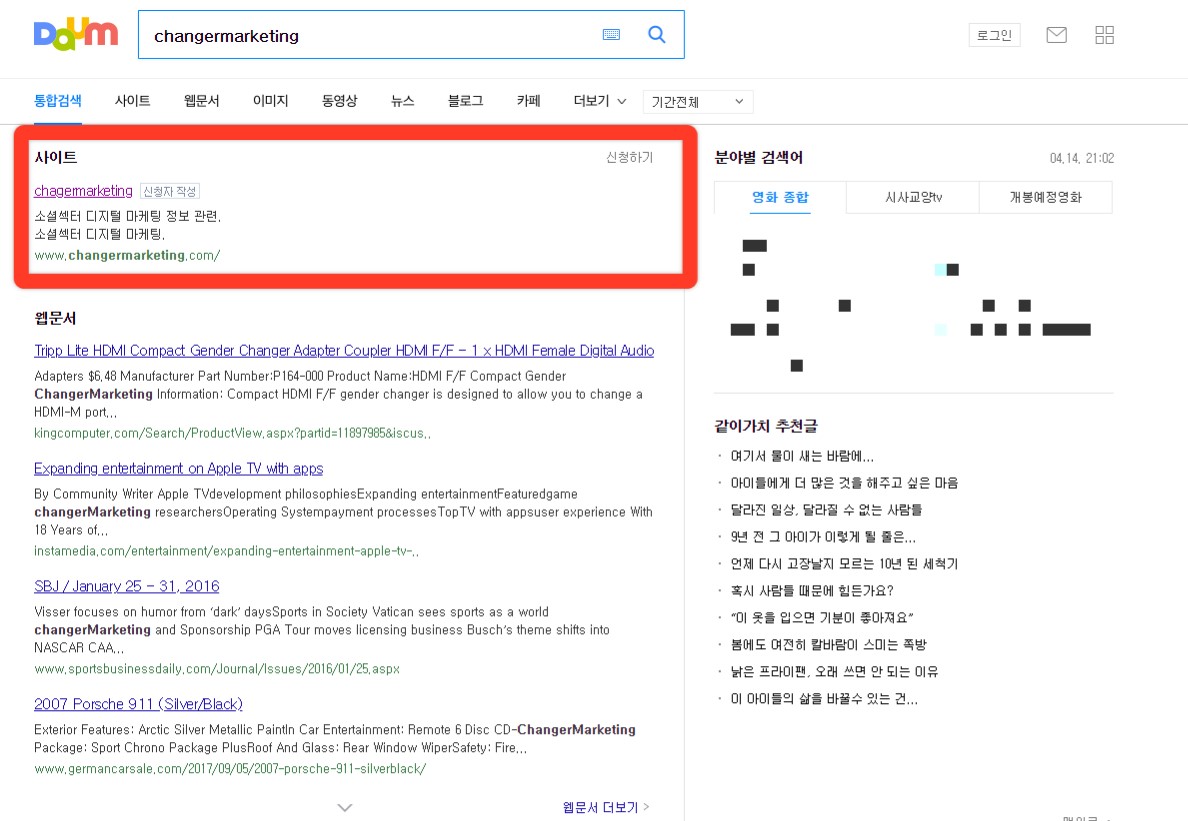 Daum
changermarketing
로그인
통합검색 사이트 웹문서 이미지 동영상 뉴스 블로그 카페 더보기 기간전체
사이트 신청하기
chagermarketing 신청자 작성
소셜섹터 디지털 마케팅 정보 관련.
소셜섹터 디지털 마케팅.
www.changermarketing.com/
웹문서
Tripp Lite HDMI Compact Gender Changer Adapter Coupler HDMI F/F - 1 x HDMI Female Digital Audio
Adapters $6.48 Manufacturer Part Number:P164-000 Product Name:HDMI F/F Compact Gender
ChangerMarketing Information: Compact HDMI F/F gender changer is designed to allow you to change a
HDMI-M port...
kingcomputer.com/Search/ProductView.aspx?partid=11897985&iscus..
Expanding entertainment on Apple TV with apps
By Community Writer Apple TVdevelopment philosophiesExpanding entertainmentFeaturedgame
changerMarketing researchersOperating Systempayment processesTopTV with appsuser experience With
18 Years of...
instamedia.com/entertainment/expanding-entertainment-apple-tv-..
SBJ / January 25 - 31, 2016
Visser focuses on humor from ‘dark’ daysSports in Society Vatican sees sports as a world
changerMarketing and Sponsorship PGA Tour moves licensing business Busch’s theme shifts into
NASCAR CAA...
www.sportsbusinessdaily.com/Journal/Issues/2016/01/25.aspx
2007 Porsche 911 (Silver/Black)
Exterior Features: Arctic Silver Metallic PaintIn Car Entertainment: Remote 6 Disc CD-ChangerMarketing
Package: Sport Chrono Package PlusRoof And Glass: Rear Window WiperSafety: Fire...
www.germancarsale.com/2017/09/05/2007-porsche-911-silverblack/
웹문서 더보기 >
분야별 검색어 04.14. 21:02
영화 종합 시사교양tv 개봉예정영화
같이가치 추천글
· 여기서 물이 새는 바람에...
· 아이들에게 더 많은 것을 해주고 싶은 마음
· 달라진 일상, 달라질 수 없는 사람들
· 9년 전 그 아이가 이렇게 될 줄은...
· 언제 다시 고장날지 모르는 10년 된 세척기
· 혹시 사람들 때문에 힘든가요?
· “이 옷을 입으면 기분이 좋아져요”
· 봄에도 여전히 칼바람이 스미는 쪽방
· 낡은 프라이팬, 오래 쓰면 안 되는 이유
· 이 아이들의 삶을 바꿀수 있는 건...